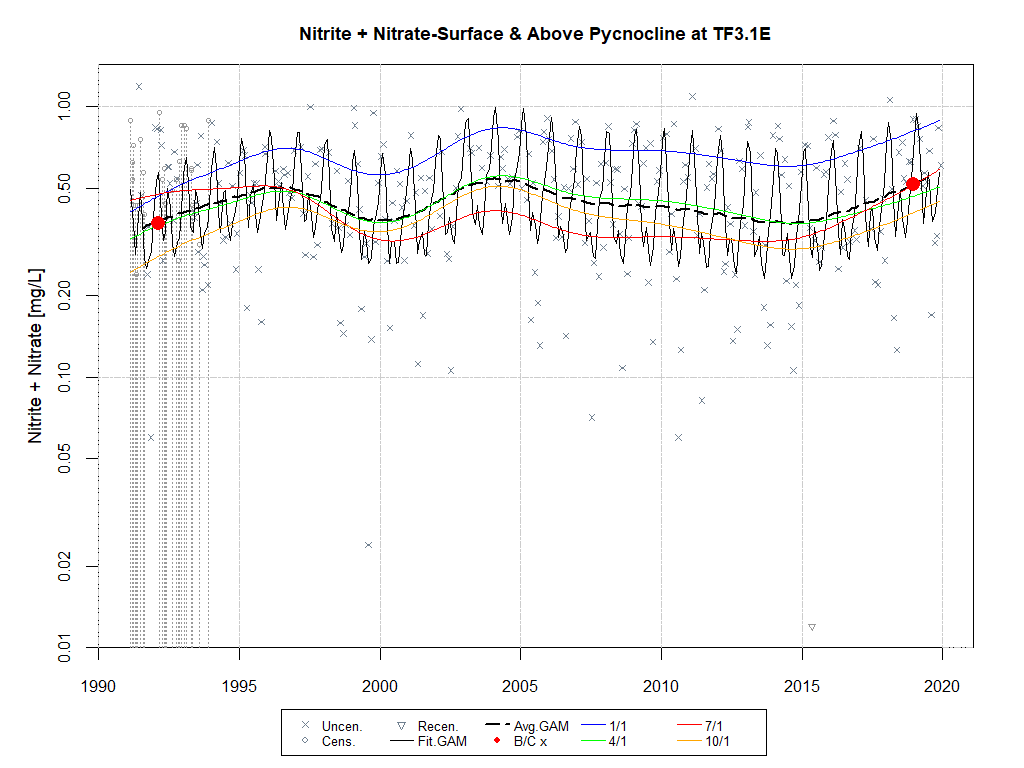 Nitrite + Nitrate-Surface & Above Pycnocline at TF3.1E
Nitrite + Nitrate [mg/L]
1.00
0.50
0.20
0.10
0.05
0.02
0.01
1990 1995 2000 2005 2010 2015 2020
Uncen. Recen. Avg.GAM 1/1 7/1
Cens. Fit.GAM B/C x 4/1 10/1